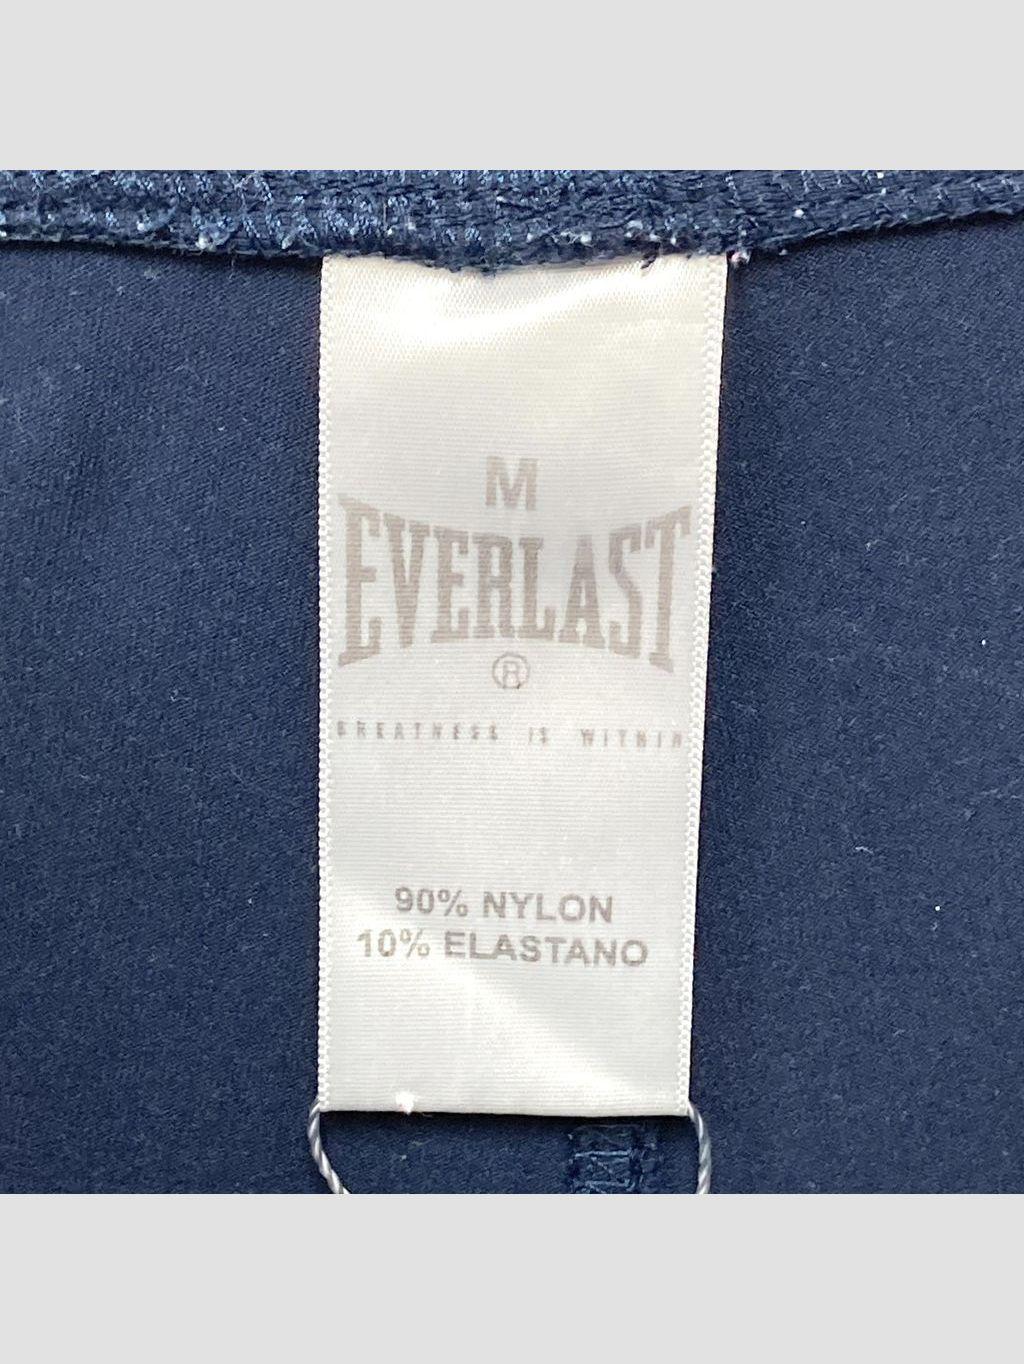 M
EVERLAST
®
GREATNESS IS WITHIN
90% NYLON
10% ELASTANO